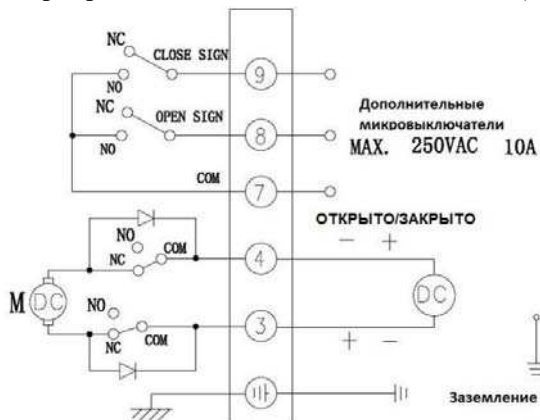 NC
CLOSE SIGN
9
NO
NC
OPEN SIGN
8
NO
Дополнительные
микровыключатели
MAX. 250VAC 10A
COM
7
ОТКРЫТО/ЗАКРЫТО
NO
NC
COM
4
− +
M DC
DC
NO
NC
COM
3
+ −
Заземление